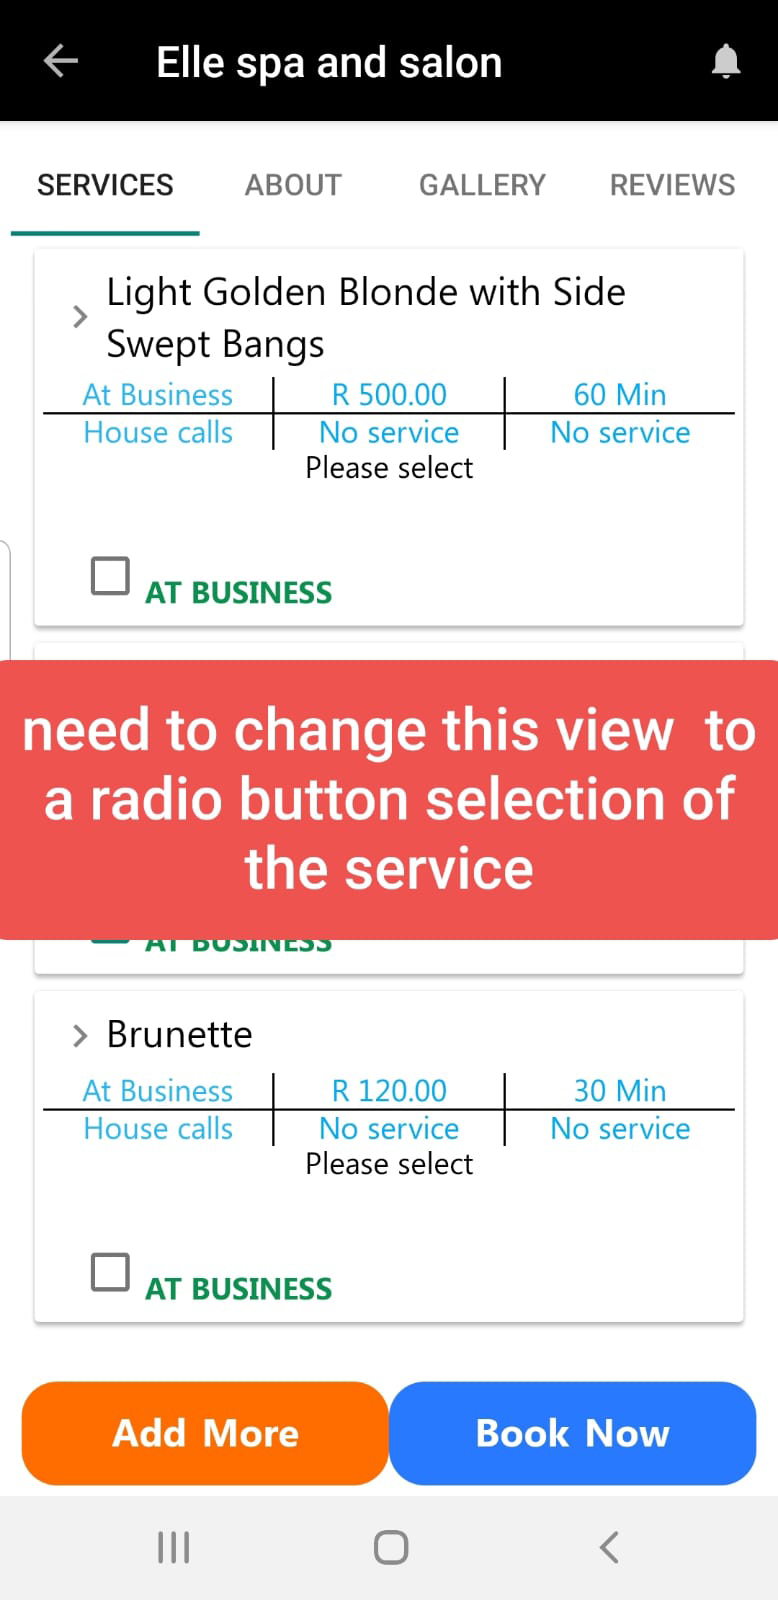 Elle spa and salon
SERVICES ABOUT GALLERY REVIEWS
Light Golden Blonde with Side
Swept Bangs
At Business R 500.00 60 Min
House calls No service No service
Please select
AT BUSINESS
need to change this view to
a radio button selection of
the service
AT BUSINESS
Brunette
At Business R 120.00 30 Min
House calls No service No service
Please select
AT BUSINESS
Add More Book Now